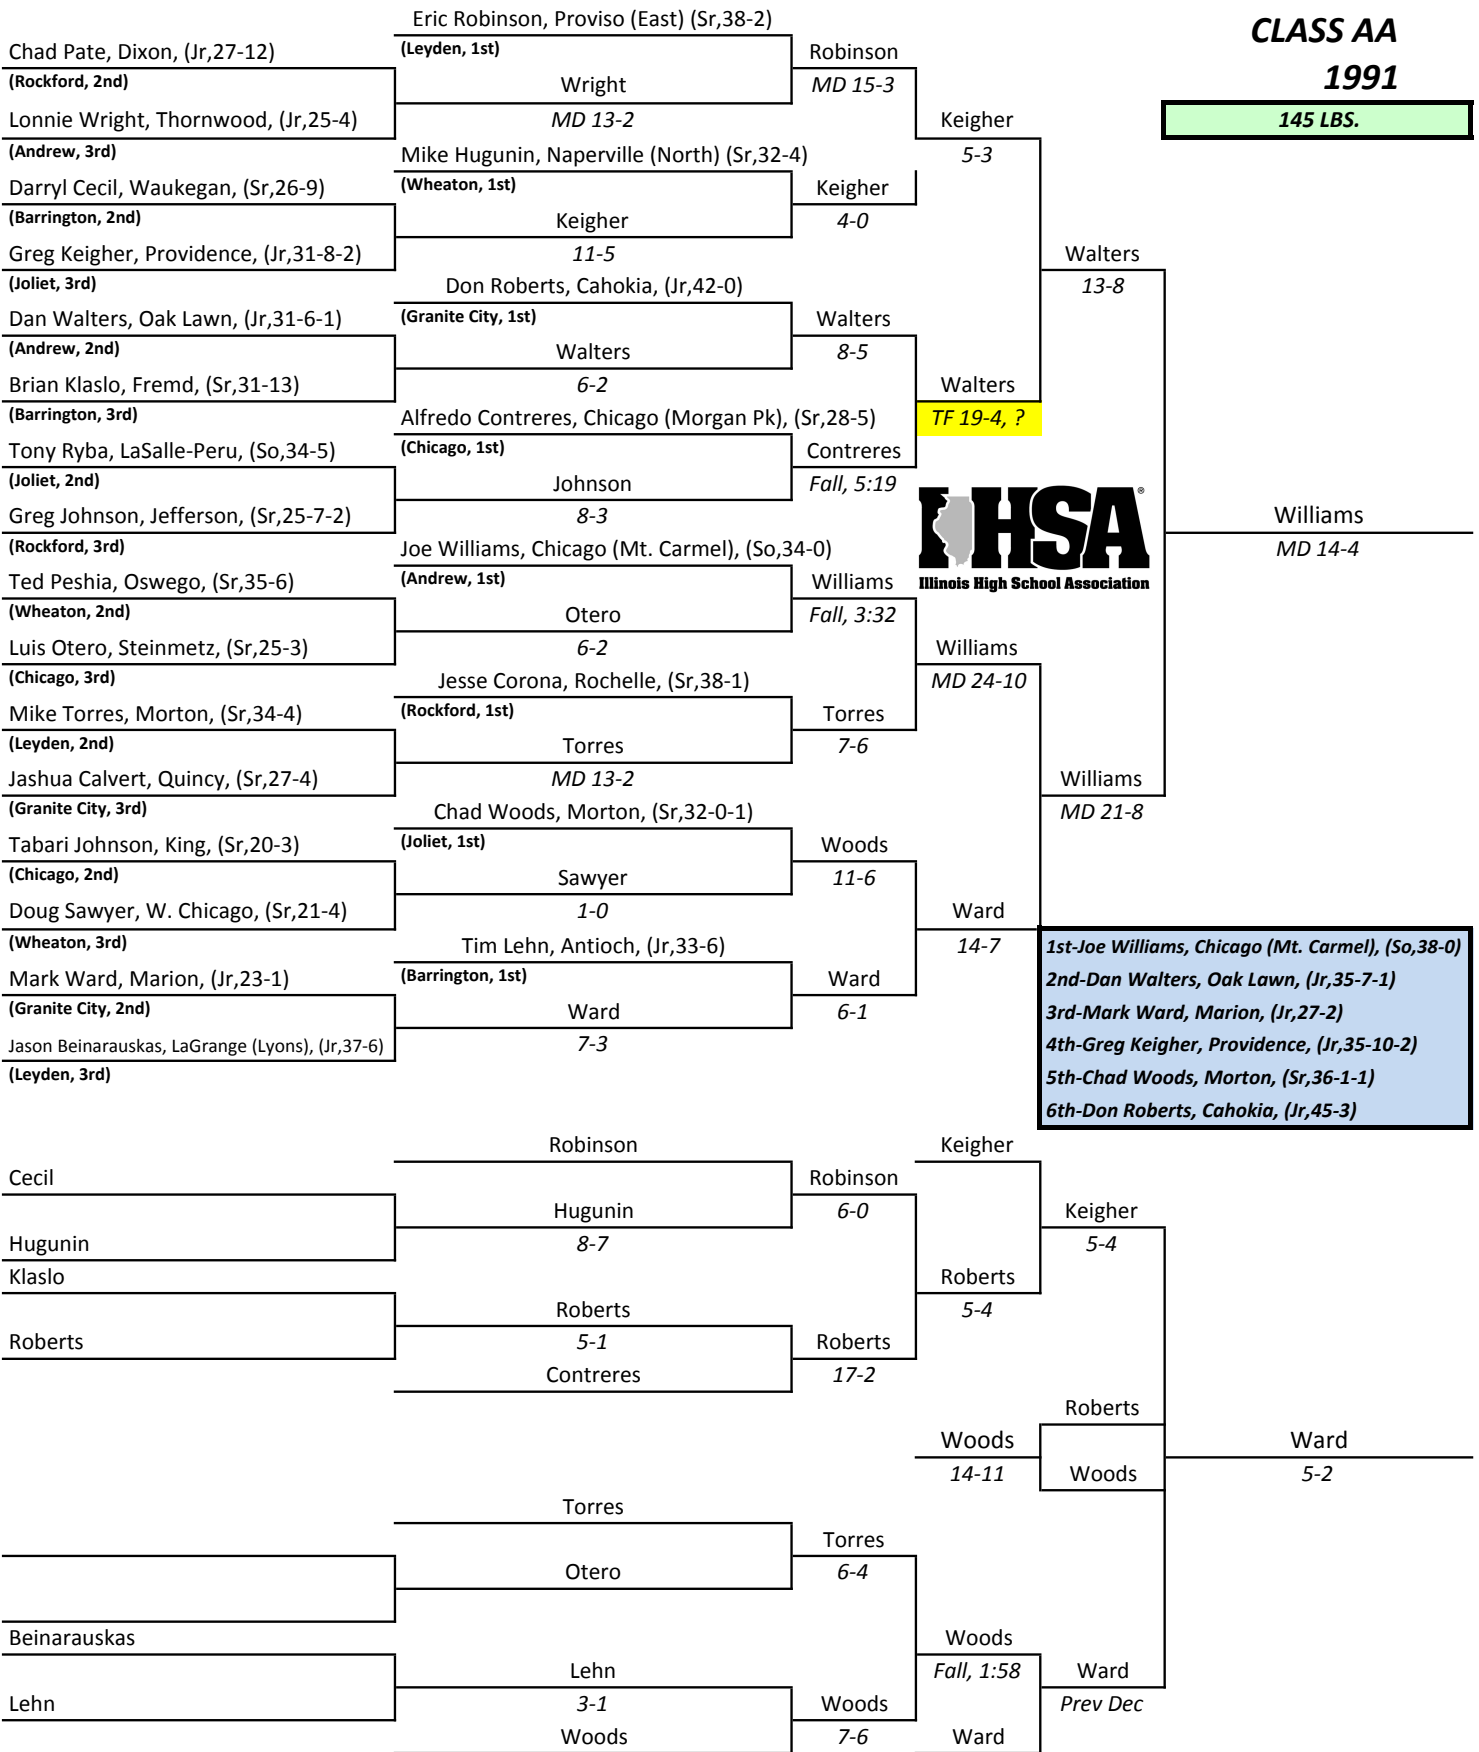 Eric Robinson, Proviso (East) (Sr,38-2)
CLASS AA
Chad Pate, Dixon, (Jr,27-12)
(Leyden, 1st)
Robinson
1991
(Rockford, 2nd)
Wright
MD 15-3
Lonnie Wright, Thornwood, (Jr,25-4)
MD 13-2
Keigher
145 LBS.
(Andrew, 3rd)
Mike Hugunin, Naperville (North) (Sr,32-4)
5-3
Darryl Cecil, Waukegan, (Sr,26-9)
(Wheaton, 1st)
Keigher
(Barrington, 2nd)
Keigher
4-0
Greg Keigher, Providence, (Jr,31-8-2)
11-5
Walters
(Joliet, 3rd)
Don Roberts, Cahokia, (Jr,42-0)
13-8
Dan Walters, Oak Lawn, (Jr,31-6-1)
(Granite City, 1st)
Walters
(Andrew, 2nd)
Walters
8-5
Brian Klaslo, Fremd, (Sr,31-13)
6-2
Walters
(Barrington, 3rd)
Alfredo Contreres, Chicago (Morgan Pk), (Sr,28-5)
TF 19-4, ?
Tony Ryba, LaSalle-Peru, (So,34-5)
(Chicago, 1st)
Contreres
(Joliet, 2nd)
Johnson
Fall, 5:19
Greg Johnson, Jefferson, (Sr,25-7-2)
8-3
IHSA®
Williams
(Rockford, 3rd)
Joe Williams, Chicago (Mt. Carmel), (So,34-0)
MD 14-4
Ted Peshia, Oswego, (Sr,35-6)
(Andrew, 1st)
Williams
Illinois High School Association
(Wheaton, 2nd)
Otero
Fall, 3:32
Luis Otero, Steinmetz, (Sr,25-3)
6-2
Williams
(Chicago, 3rd)
Jesse Corona, Rochelle, (Sr,38-1)
MD 24-10
Mike Torres, Morton, (Sr,34-4)
(Rockford, 1st)
Torres
(Leyden, 2nd)
Torres
7-6
Jashua Calvert, Quincy, (Sr,27-4)
MD 13-2
Williams
(Granite City, 3rd)
Chad Woods, Morton, (Sr,32-0-1)
MD 21-8
Tabari Johnson, King, (Sr,20-3)
(Joliet, 1st)
Woods
(Chicago, 2nd)
Sawyer
11-6
Doug Sawyer, W. Chicago, (Sr,21-4)
1-0
Ward
(Wheaton, 3rd)
Tim Lehn, Antioch, (Jr,33-6)
14-7
1st-Joe Williams, Chicago (Mt. Carmel), (So,38-0)
Mark Ward, Marion, (Jr,23-1)
(Barrington, 1st)
Ward
2nd-Dan Walters, Oak Lawn, (Jr,35-7-1)
(Granite City, 2nd)
Ward
6-1
3rd-Mark Ward, Marion, (Jr,27-2)
Jason Beinarauskas, LaGrange (Lyons), (Jr,37-6)
7-3
4th-Greg Keigher, Providence, (Jr,35-10-2)
(Leyden, 3rd)
5th-Chad Woods, Morton, (Sr,36-1-1)
6th-Don Roberts, Cahokia, (Jr,45-3)
Robinson
Keigher
Cecil
Robinson
Hugunin
6-0
Keigher
Hugunin
8-7
5-4
Klaslo
Roberts
Roberts
5-4
Roberts
5-1
Roberts
Contreres
17-2
Roberts
Woods
Ward
14-11
Woods
5-2
Torres
Torres
Otero
6-4
Beinarauskas
Woods
Lehn
Fall, 1:58
Ward
Lehn
3-1
Woods
Prev Dec
Woods
7-6
Ward